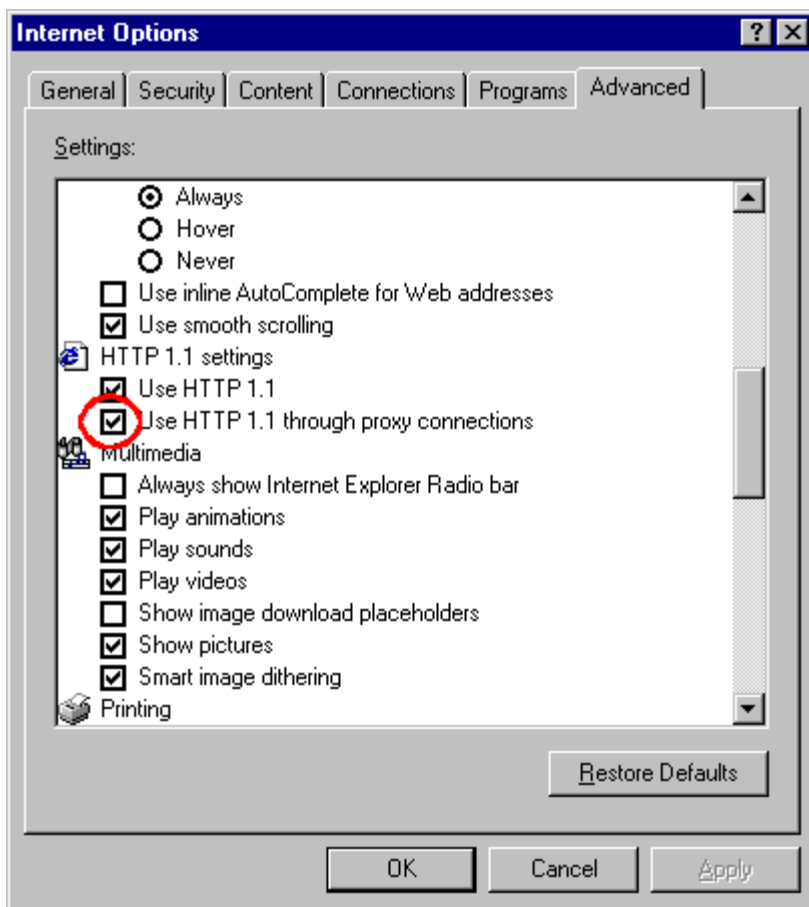 Internet Options
General Security Content Connections Programs Advanced
Settings:
Always
Hover
Never
Use inline AutoComplete for Web addresses
Use smooth scrolling
HTTP 1.1 settings
Use HTTP 1.1
Use HTTP 1.1 through proxy connections
Multimedia
Always show Internet Explorer Radio bar
Play animations
Play sounds
Play videos
Show image download placeholders
Show pictures
Smart image dithering
Printing
Restore Defaults
OK Cancel Apply